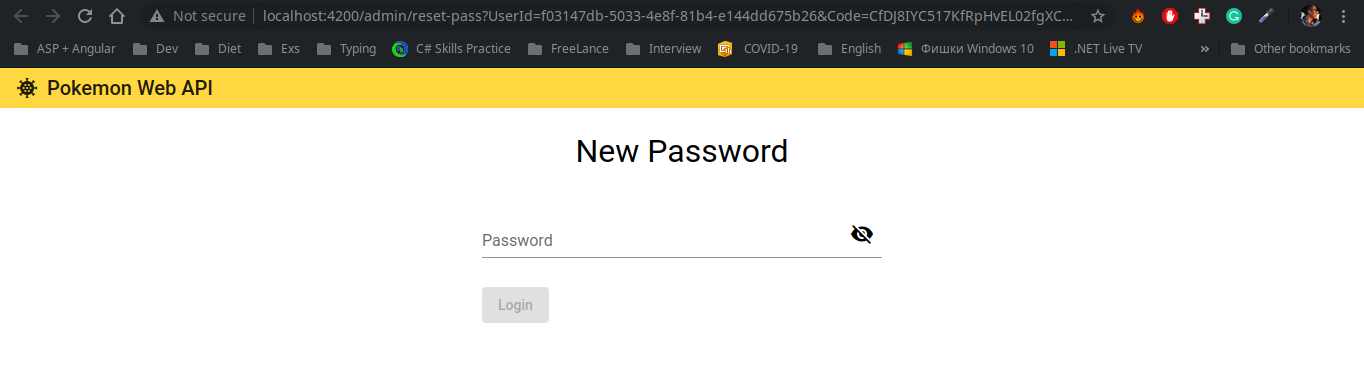 Not secure localhost:4200/admin/reset-pass?UserId=f03147db-5033-4e8f-81b4-e144dd675b26&Code=CfDJ8IYC517KfRpHvEL02fgXC...
ASP + Angular Dev Diet Exs Typing C# Skills Practice FreeLance Interview COVID-19 English Фишки Windows 10 .NET Live TV » Other bookmarks
Pokemon Web API
New Password
Password
Login